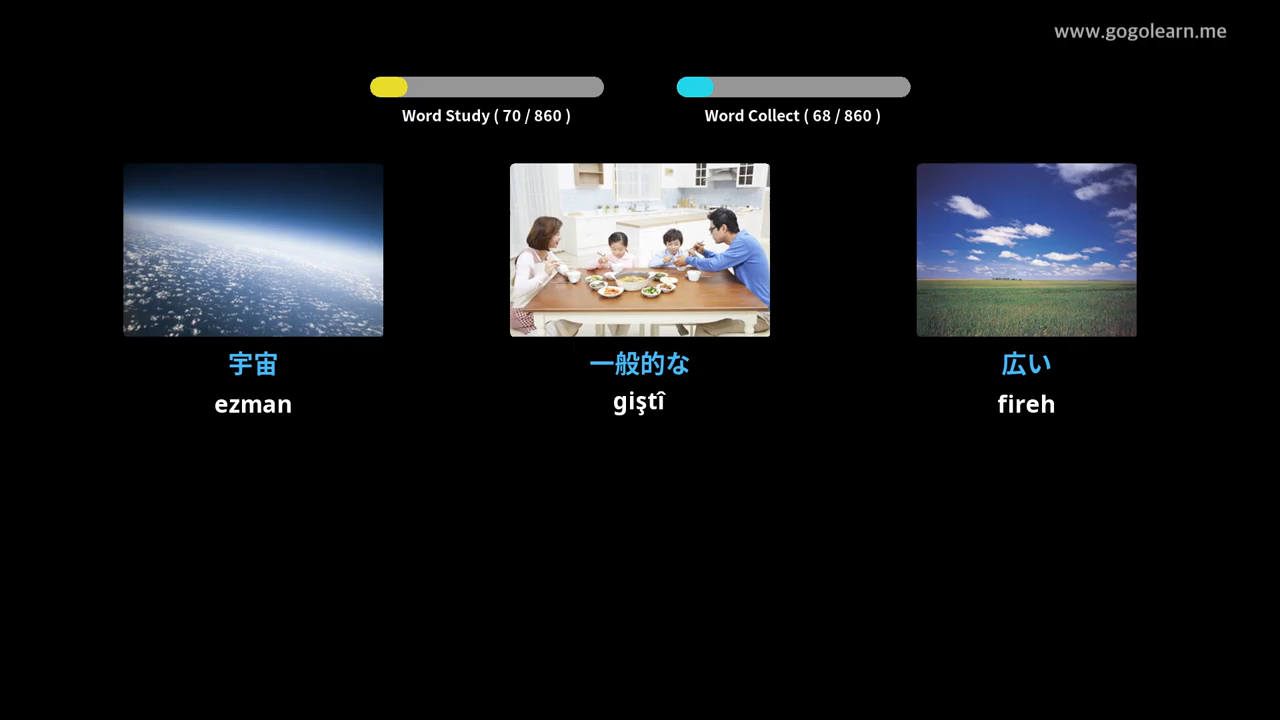 www.gogolearn.me
Word Study ( 70 / 860 )
Word Collect ( 68 / 860 )
宇宙
ezman
一般的な
giştî
広い
fireh